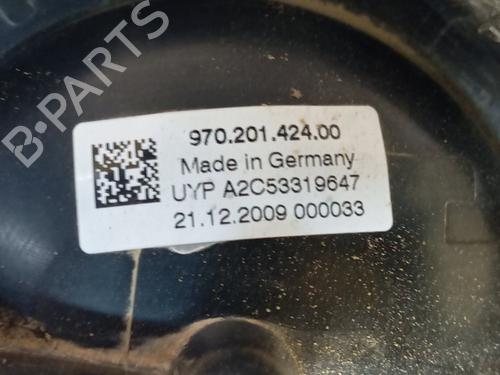 B-PARTS
970.201.424.00
Made in Germany
UYP A2C53319647
21.12.2009 000033